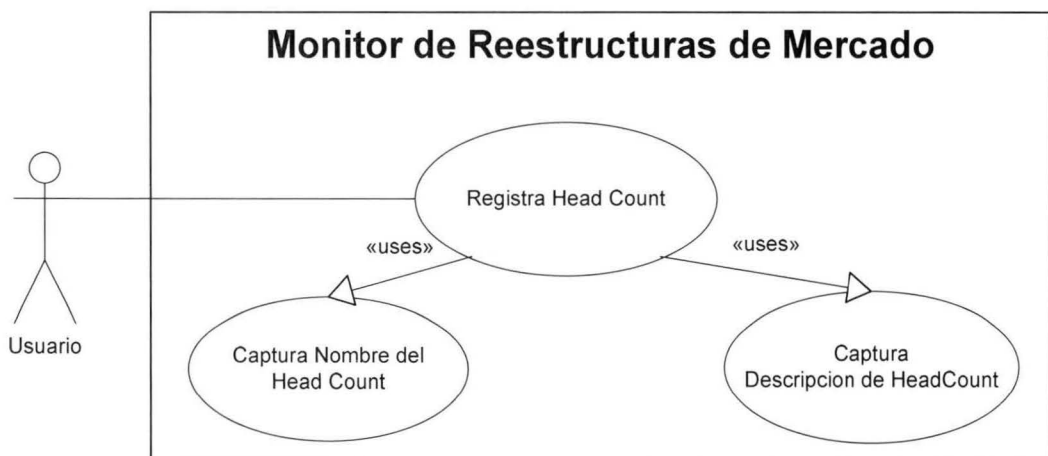 Monitor de Reestructuras de Mercado
Registra Head Count
«uses»
«uses»
Usuario
Captura Nombre del
Head Count
Captura
Descripcion de HeadCount